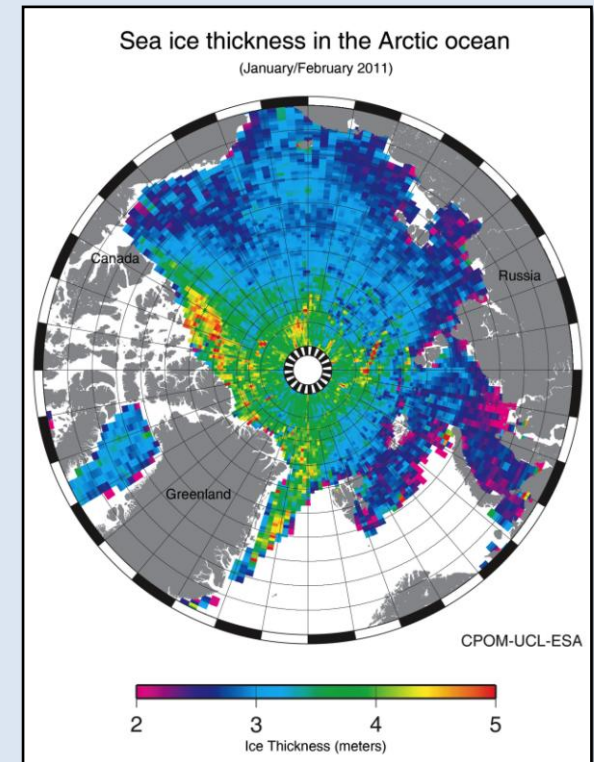 Sea ice thickness in the Arctic ocean
(January/February 2011)
Canada
Russia
Greenland
CPOM-UCL-ESA
2 3 4 5
Ice Thickness (meters)